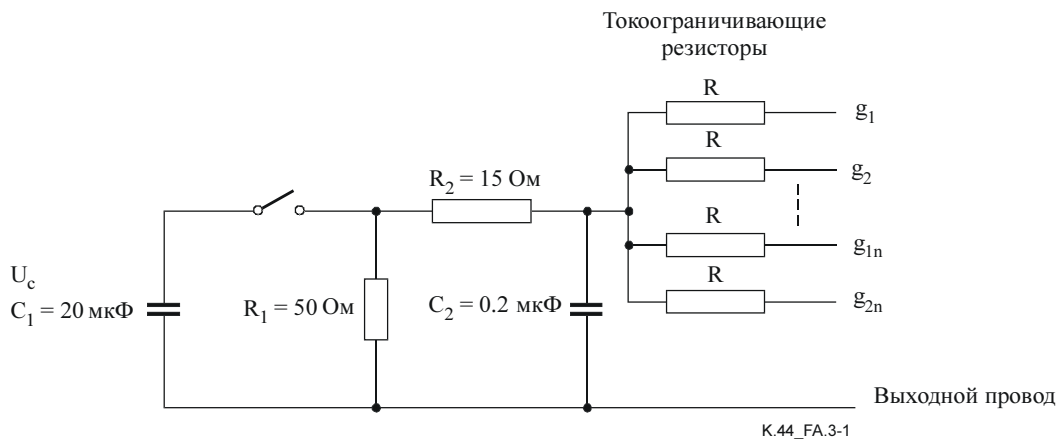 Токоограничивающие
резисторы
R
g1
R
g2
R2 = 15 Ом
R
g1n
Uc
C1 = 20 мкФ
R1 = 50 Ом
C2 = 0.2 мкФ
R
g2n
Выходной провод
K.44_FA.3-1